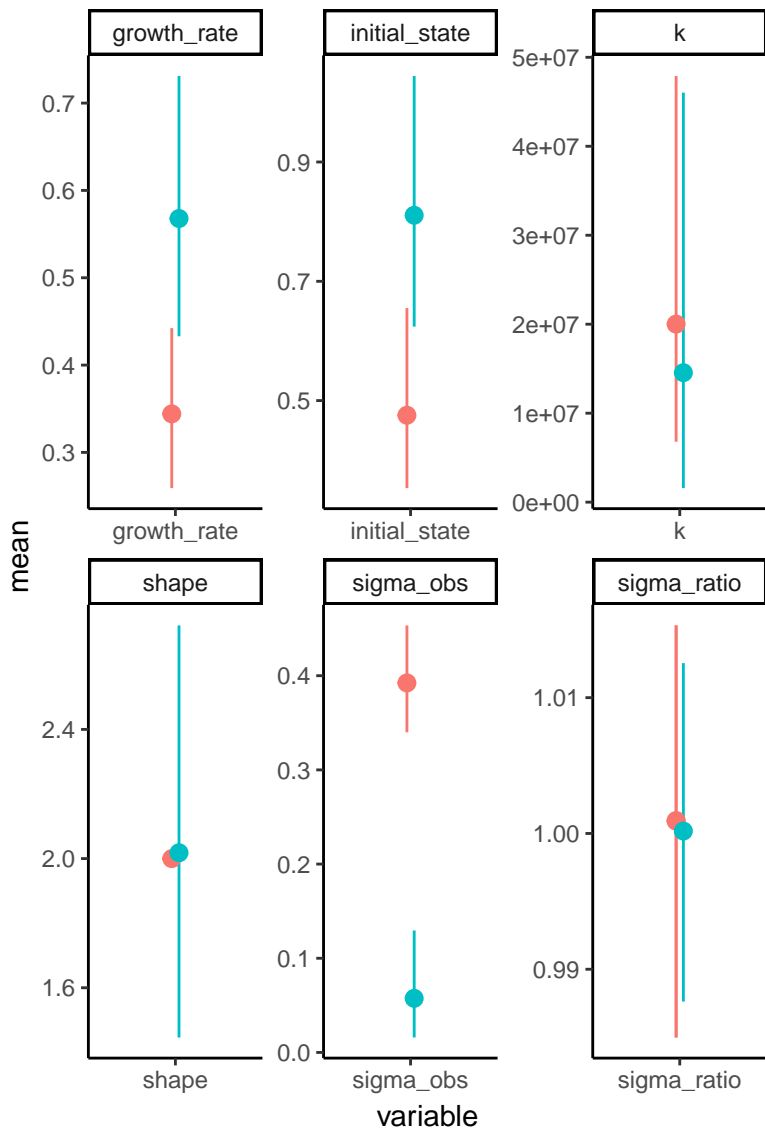 growth_rate
initial_state
k
0.7
0.6
0.5
0.4
0.3
0.9
0.7
0.5
5e+07
4e+07
3e+07
2e+07
1e+07
0e+00
growth_rate
initial_state
k
mean
shape
sigma_obs
sigma_ratio
2.4
2.0
1.6
0.4
0.3
0.2
0.1
0.0
1.01
1.00
0.99
shape
sigma_obs
sigma_ratio
variable